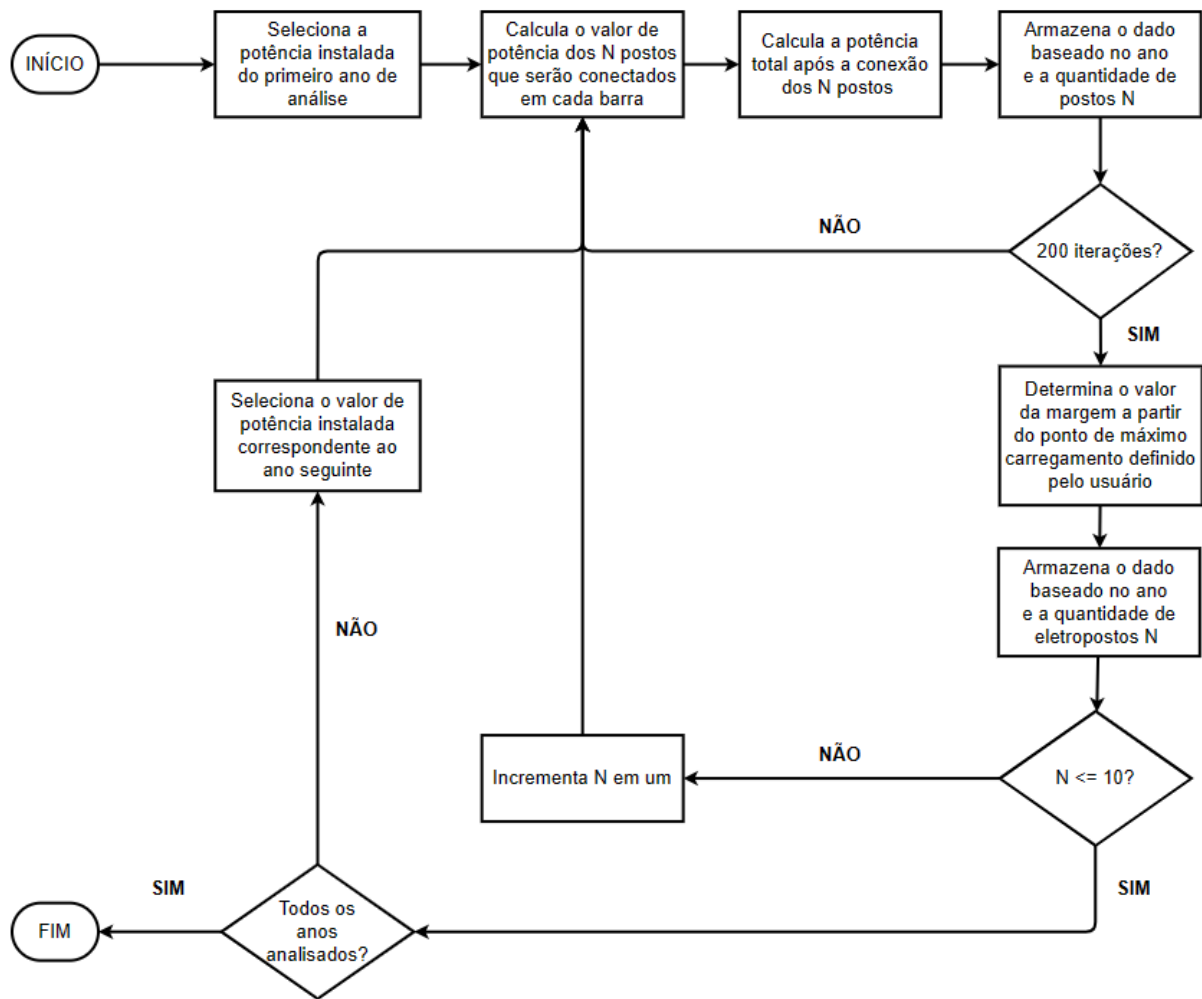 INÍCIO
Seleciona a
potência instalada
do primeiro ano de
análise
Calcula o valor de
potência dos N postos
que serão conectados
em cada barra
Calcula a potência
total após a conexão
dos N postos
Armazena o dado
baseado no ano
e a quantidade de
postos N
NÃO
200 iterações?
SIM
Seleciona o valor de
potência instalada
correspondente ao
ano seguinte
Determina o valor
da margem a partir
do ponto de máximo
carregamento definido
pelo usuário
Armazena o dado
baseado no ano
e a quantidade de
eletropostos N
NÃO
Incrementa N em um
NÃO
N <= 10?
SIM
SIM
Todos os
anos
analisados?
FIM